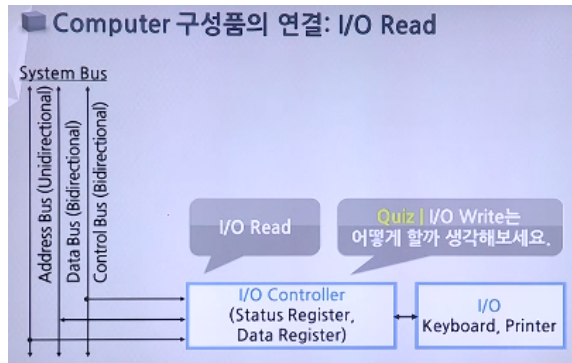 Computer 구성품의 연결: I/O Read
System Bus
Address Bus (Unidirectional)
Data Bus (Bidirectional)
Control Bus (Bidirectional)
I/O Read
Quiz | I/O Write는
어떻게 할까 생각해보세요.
I/O Controller
(Status Register,
Data Register)
I/O
Keyboard, Printer